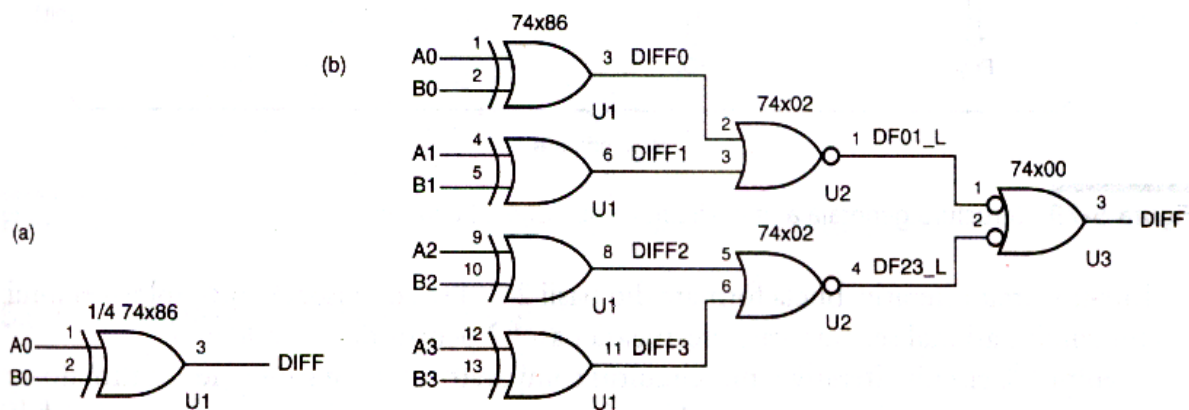 (a)
1/4 74x86
A0 1
B0 2
3 DIFF
U1
(b)
74x86
A0 1
B0 2
3 DIFF0
U1
A1 4
B1 5
6 DIFF1
U1
74x02
2
3
1 DF01_L
U2
A2 9
B2 10
8 DIFF2
U1
A3 12
B3 13
11 DIFF3
U1
74x02
5
6
4 DF23_L
U2
74x00
1
2
3 DIFF
U3